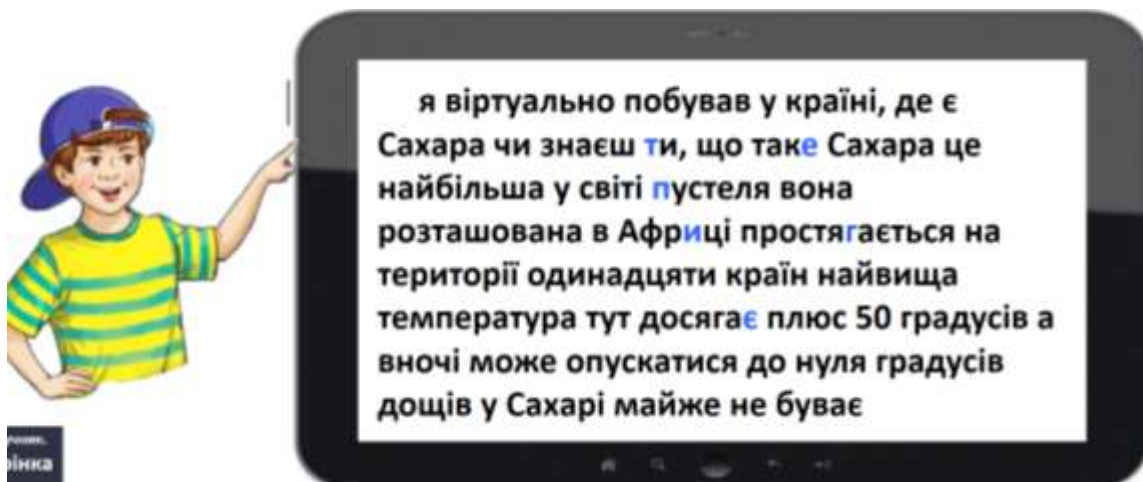 я віртуально побував у країні, де є
Сахара чи знаєш ти, що таке Сахара це
найбільша у світі пустеля вона
розташована в Африці простягається на
території одинадцяти країн найвища
температура тут досягає плюс 50 градусів а
вночі може опускатися до нуля градусів
дощів у Сахарі майже не буває